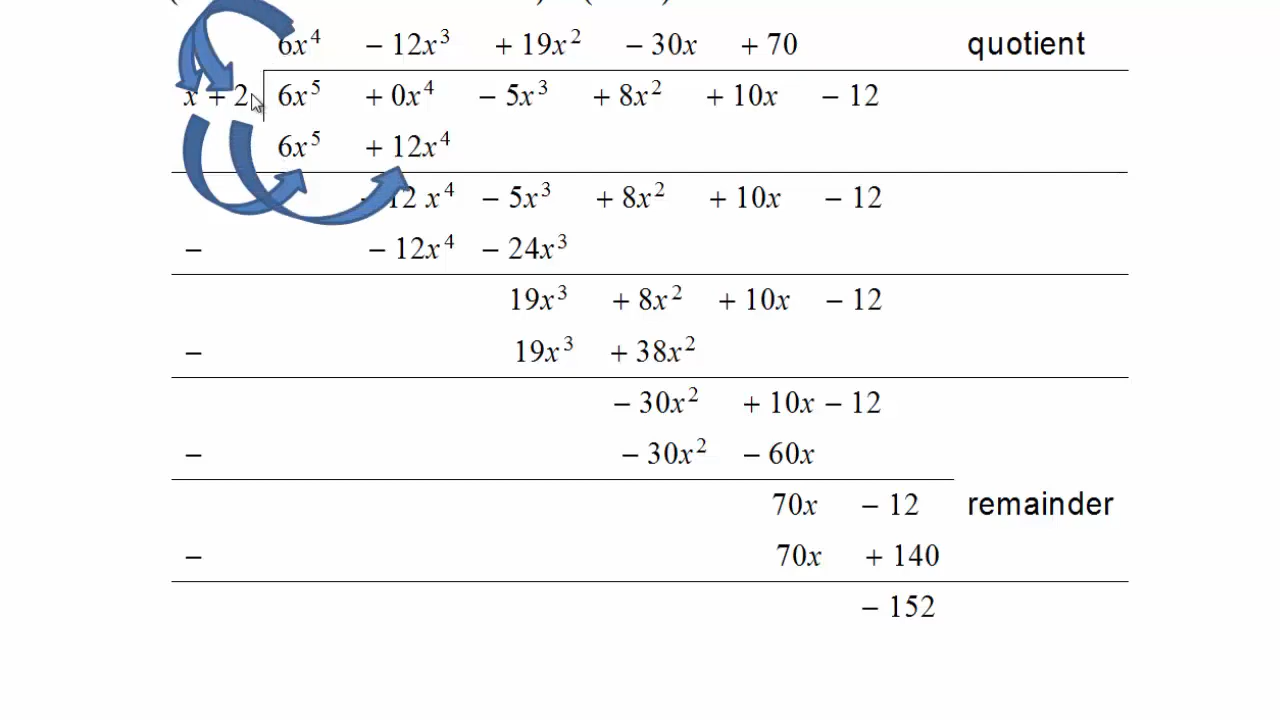 6x⁴ − 12x³ + 19x² − 30x + 70 quotient
x + 2 6x⁵ + 0x⁴ − 5x³ + 8x² + 10x − 12
6x⁵ + 12x⁴
12 x⁴ − 5x³ + 8x² + 10x − 12
− − 12x⁴ − 24x³
19x³ + 8x² + 10x − 12
− 19x³ + 38x²
− 30x² + 10x − 12
− − 30x² − 60x
70x − 12 remainder
− 70x + 140
− 152